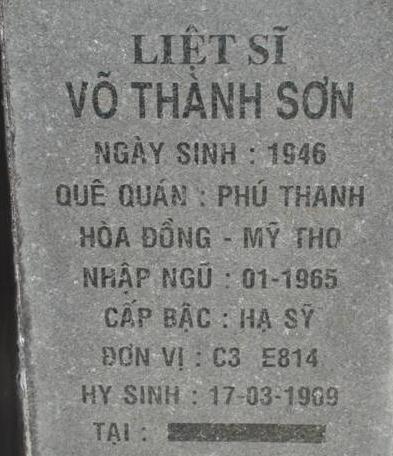 LIỆT SĨ
VÕ THÀNH SƠN
NGÀY SINH : 1946
QUÊ QUÁN : PHÚ THANH
HÒA ĐỒNG - MỸ THO
NHẬP NGŨ : 01-1965
CẤP BẬC : HẠ SỸ
ĐƠN VỊ : C3 E814
HY SINH : 17-03-1909
TẠI :